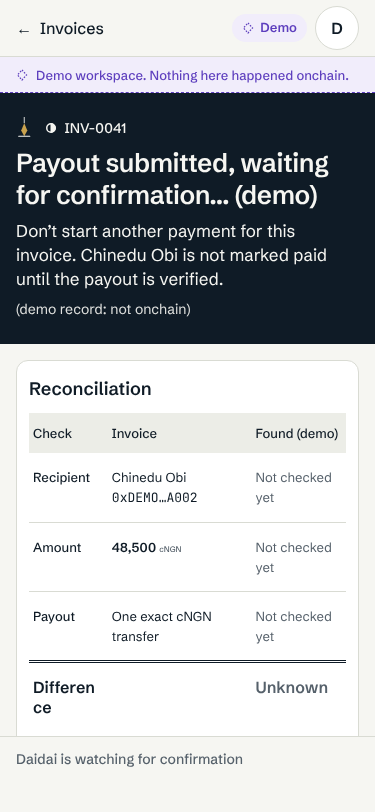 ← Invoices
Demo
D
Demo workspace. Nothing here happened onchain.
INV-0041
Payout submitted, waiting
for confirmation... (demo)
Don’t start another payment for this
invoice. Chinedu Obi is not marked paid
until the payout is verified.
(demo record: not onchain)
Reconciliation
Check Invoice Found (demo)
Recipient Chinedu Obi Not checked
0xDEMO…A002 yet
Amount 48,500 cNGN Not checked
yet
Payout One exact cNGN Not checked
transfer yet
Differen Unknown
ce
Daidai is watching for confirmation